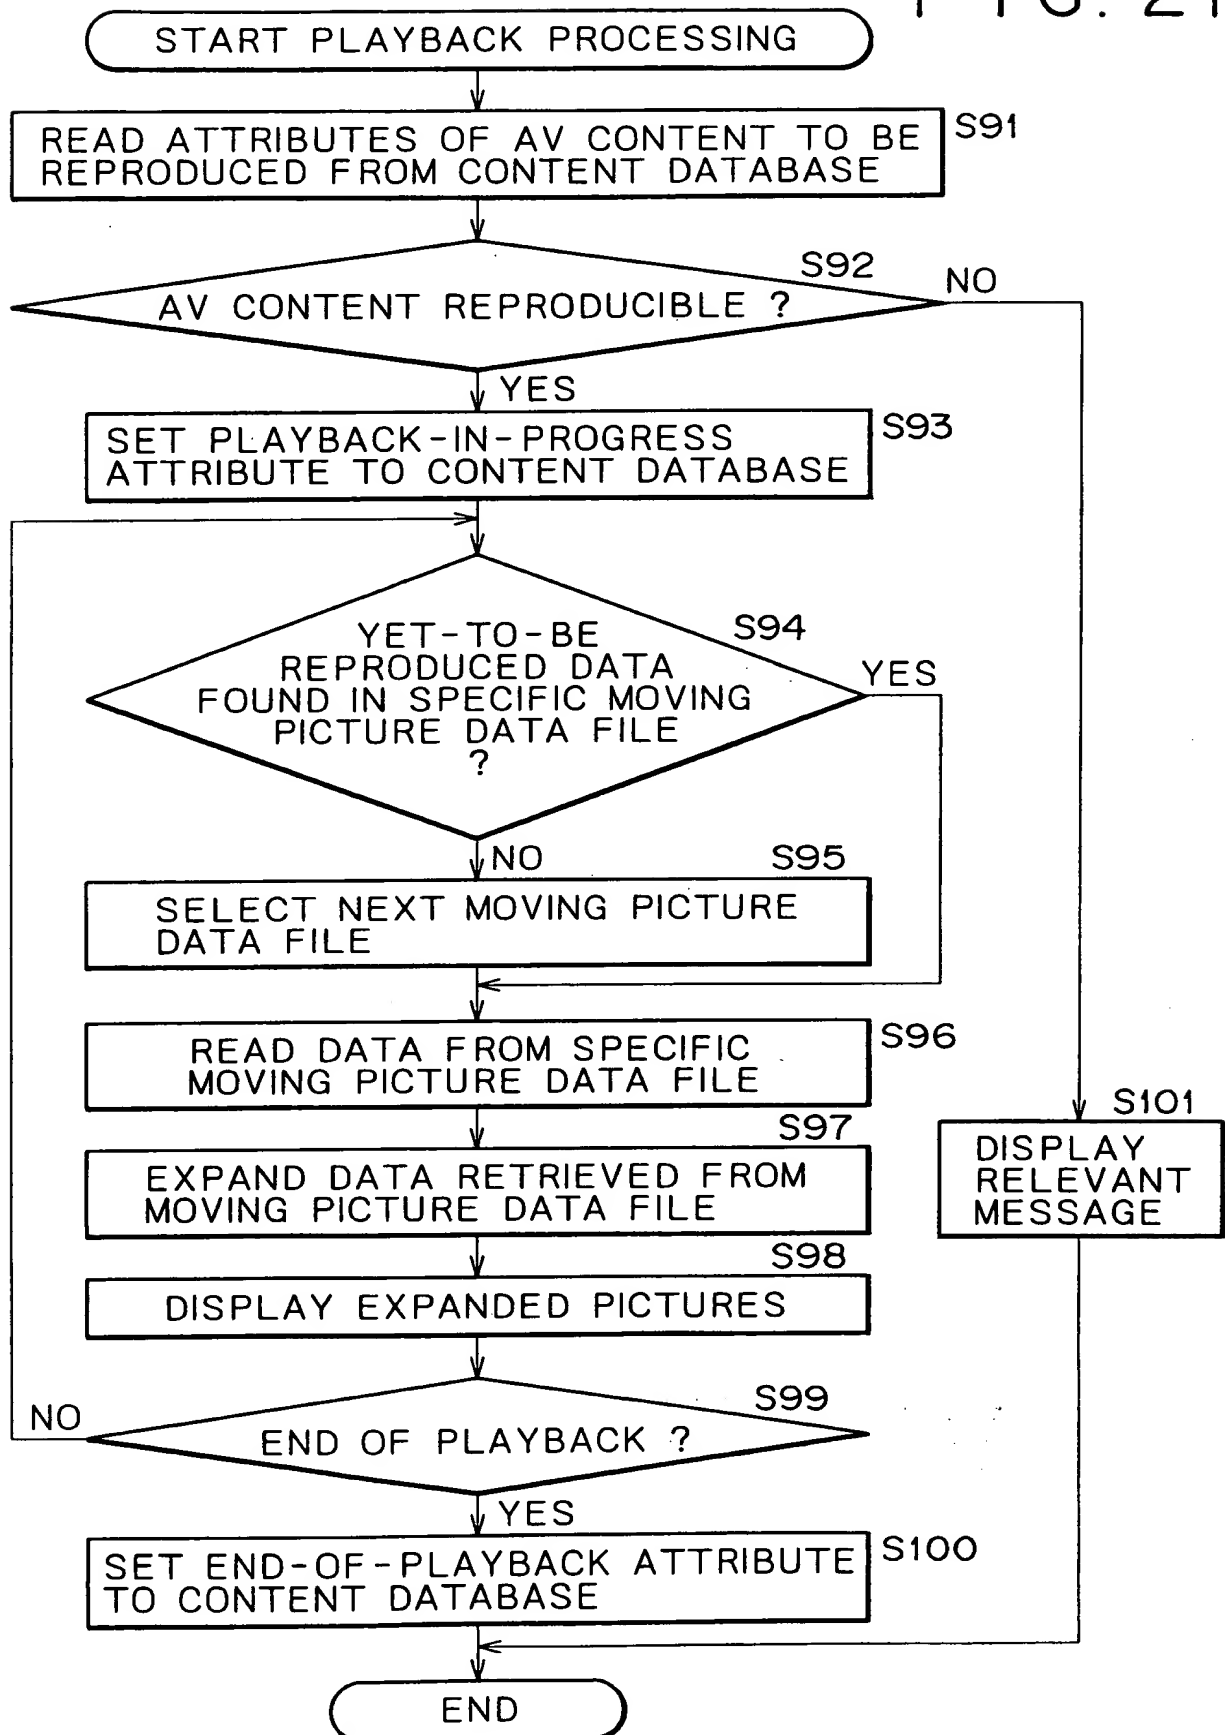 FIG. 21
START PLAYBACK PROCESSING
S91
READ ATTRIBUTES OF AV CONTENT TO BE
REPRODUCED FROM CONTENT DATABASE
S92
AV CONTENT REPRODUCIBLE ?
NO
YES
S93
SET PLAYBACK-IN-PROGRESS
ATTRIBUTE TO CONTENT DATABASE
S94
YET-TO-BE
REPRODUCED DATA
FOUND IN SPECIFIC MOVING
PICTURE DATA FILE
?
YES
NO
S95
SELECT NEXT MOVING PICTURE
DATA FILE
S96
READ DATA FROM SPECIFIC
MOVING PICTURE DATA FILE
S97
EXPAND DATA RETRIEVED FROM
MOVING PICTURE DATA FILE
S101
DISPLAY
RELEVANT
MESSAGE
S98
DISPLAY EXPANDED PICTURES
S99
END OF PLAYBACK ?
NO
YES
S100
SET END-OF-PLAYBACK ATTRIBUTE
TO CONTENT DATABASE
END